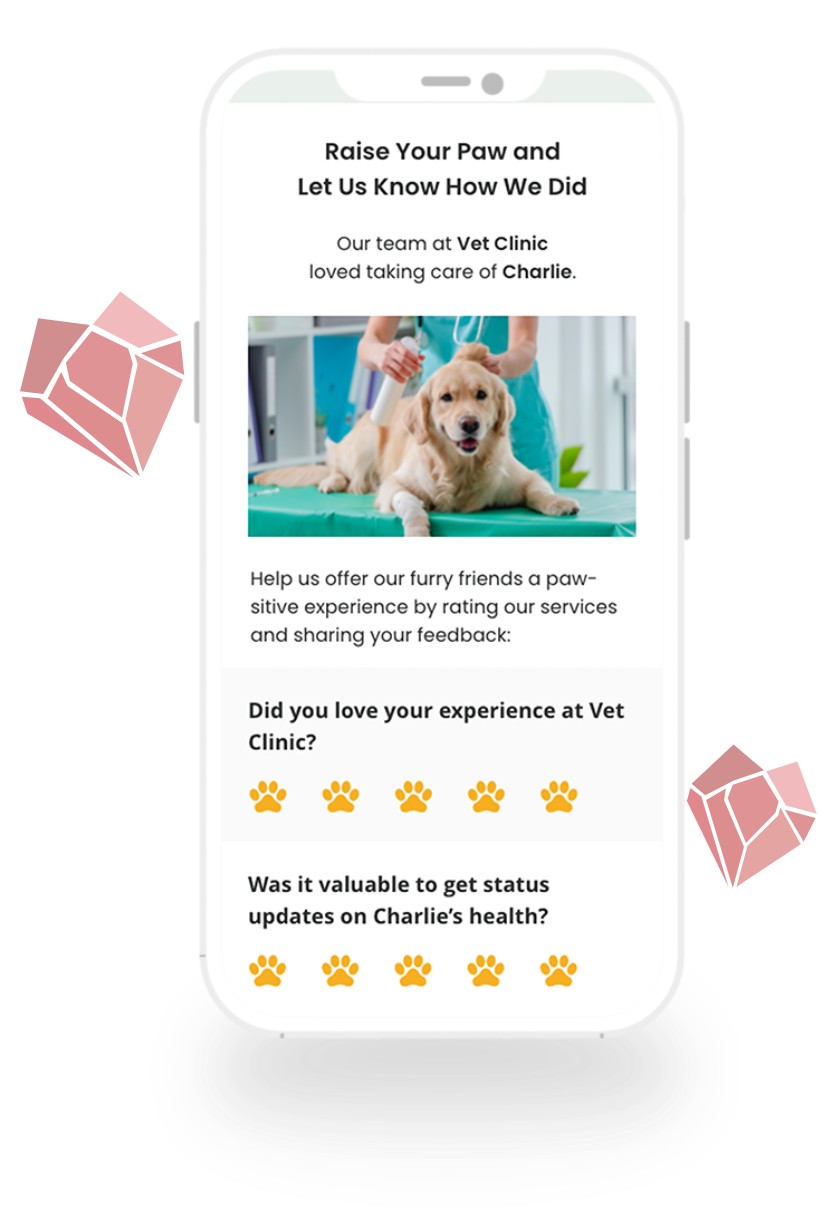 Raise Your Paw and
Let Us Know How We Did
Our team at Vet Clinic
loved taking care of Charlie.
Help us offer our furry friends a paw-
sitive experience by rating our services
and sharing your feedback:
Did you love your experience at Vet
Clinic?
Was it valuable to get status
updates on Charlie’s health?